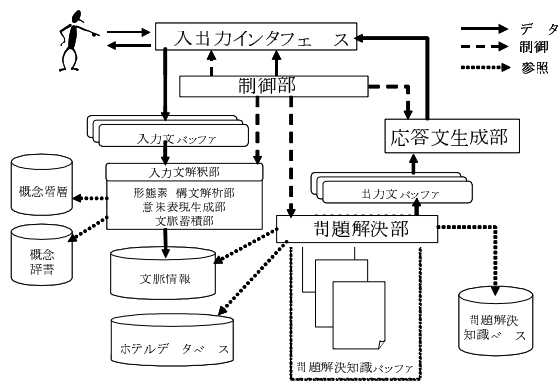 入出力インタフェース
データ
制御
参照
制御部
入力文バッファ
応答文生成部
入力文解釈部
形態素 構文解析部
意味表現生成部
文脈蓄積部
概念階層
出力文バッファ
問題解決部
概念
辞書
文脈情報
ホテルデータベース
問題解決
知識ベース
問題解決知識バッファ